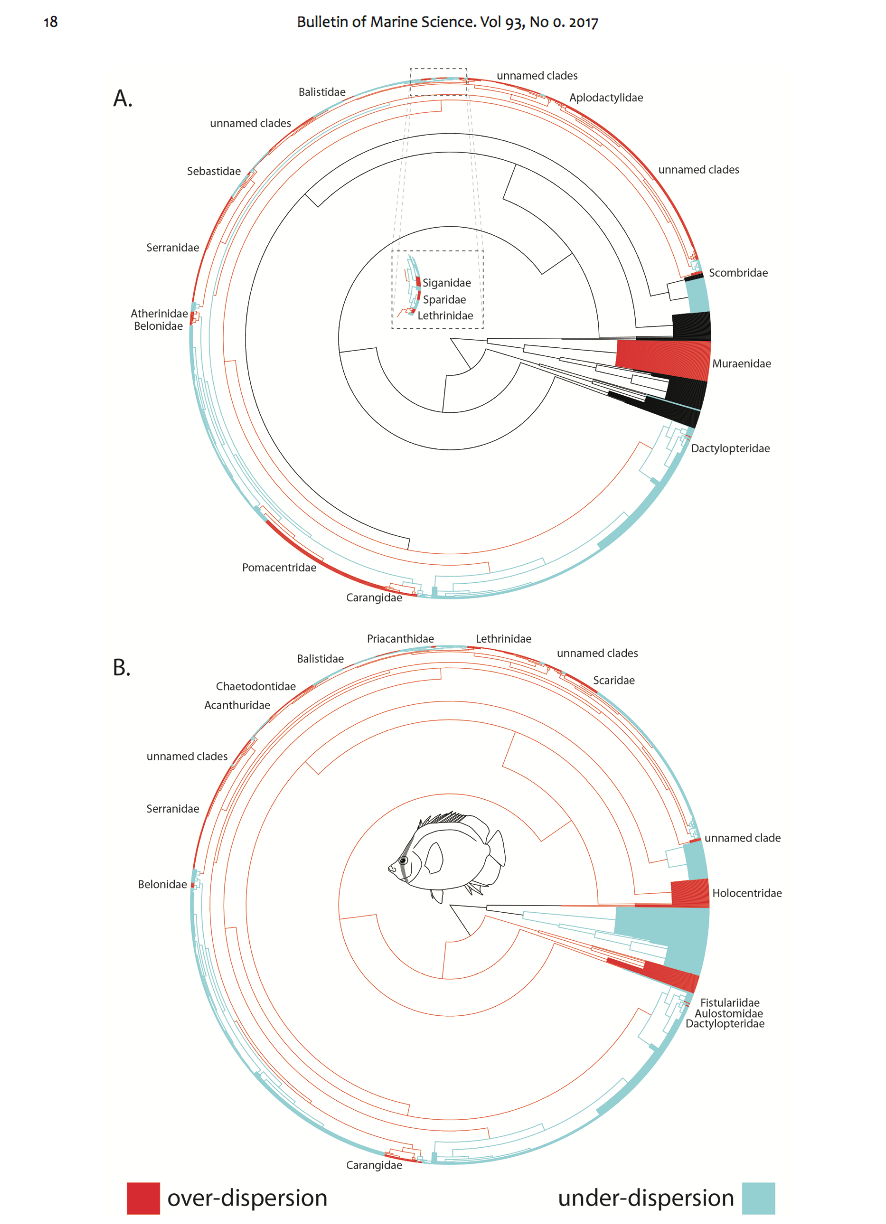 18
Bulletin of Marine Science. Vol 93, No 0. 2017
A.
unnamed clades
Balistidae
Aplodactylidae
unnamed clades
Sebastidae
unnamed clades
Serranidae
Scombridae
Siganidae
Sparidae
Lethrinidae
Atherinidae
Belonidae
Muraenidae
Dactylopteridae
Pomacentridae
Carangidae
B.
Priacanthidae
Lethrinidae
Balistidae
unnamed clades
Scaridae
Chaetodontidae
Acanthuridae
unnamed clades
Serranidae
unnamed clade
Belonidae
Holocentridae
Fistulariidae
Aulostomidae
Dactylopteridae
Carangidae
over-dispersion
under-dispersion